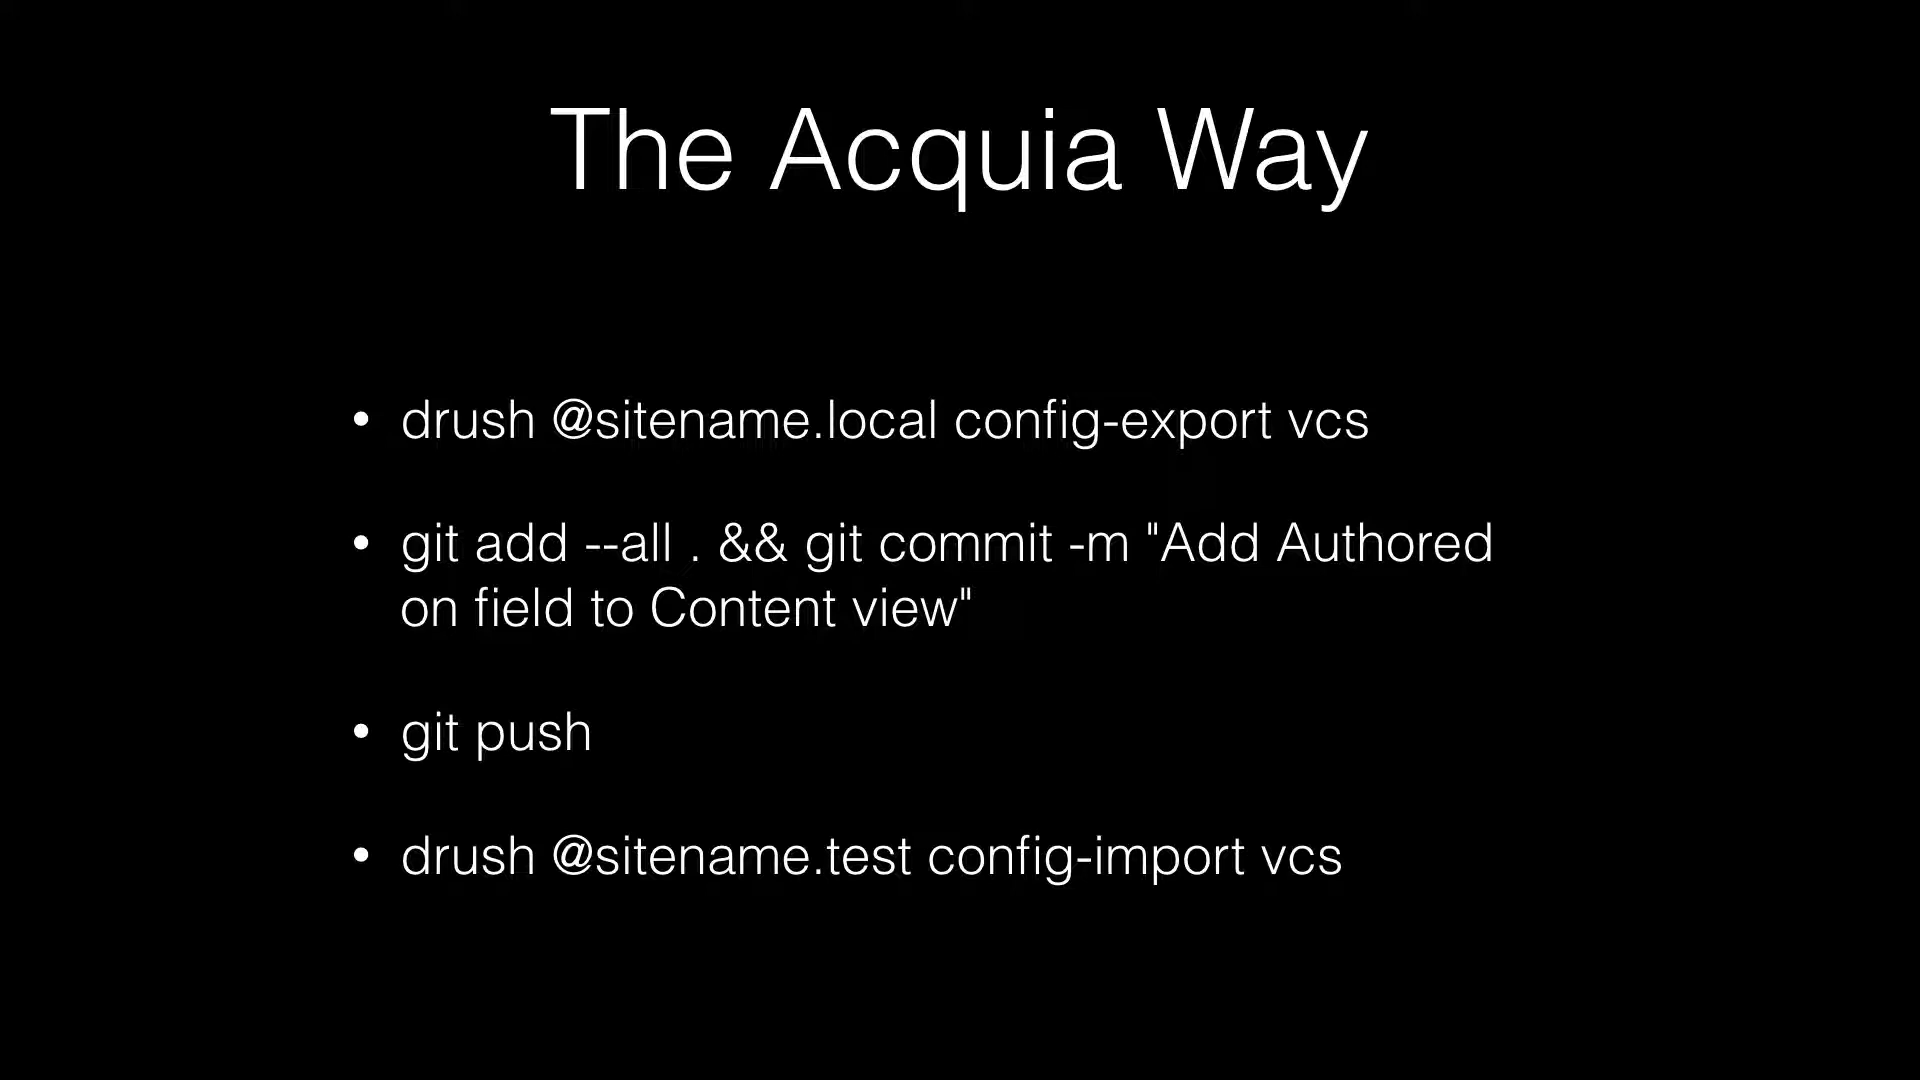 The Acquia Way
• drush @sitename.local config-export vcs
• git add --all . && git commit -m "Add Authored
on field to Content view"
• git push
• drush @sitename.test config-import vcs